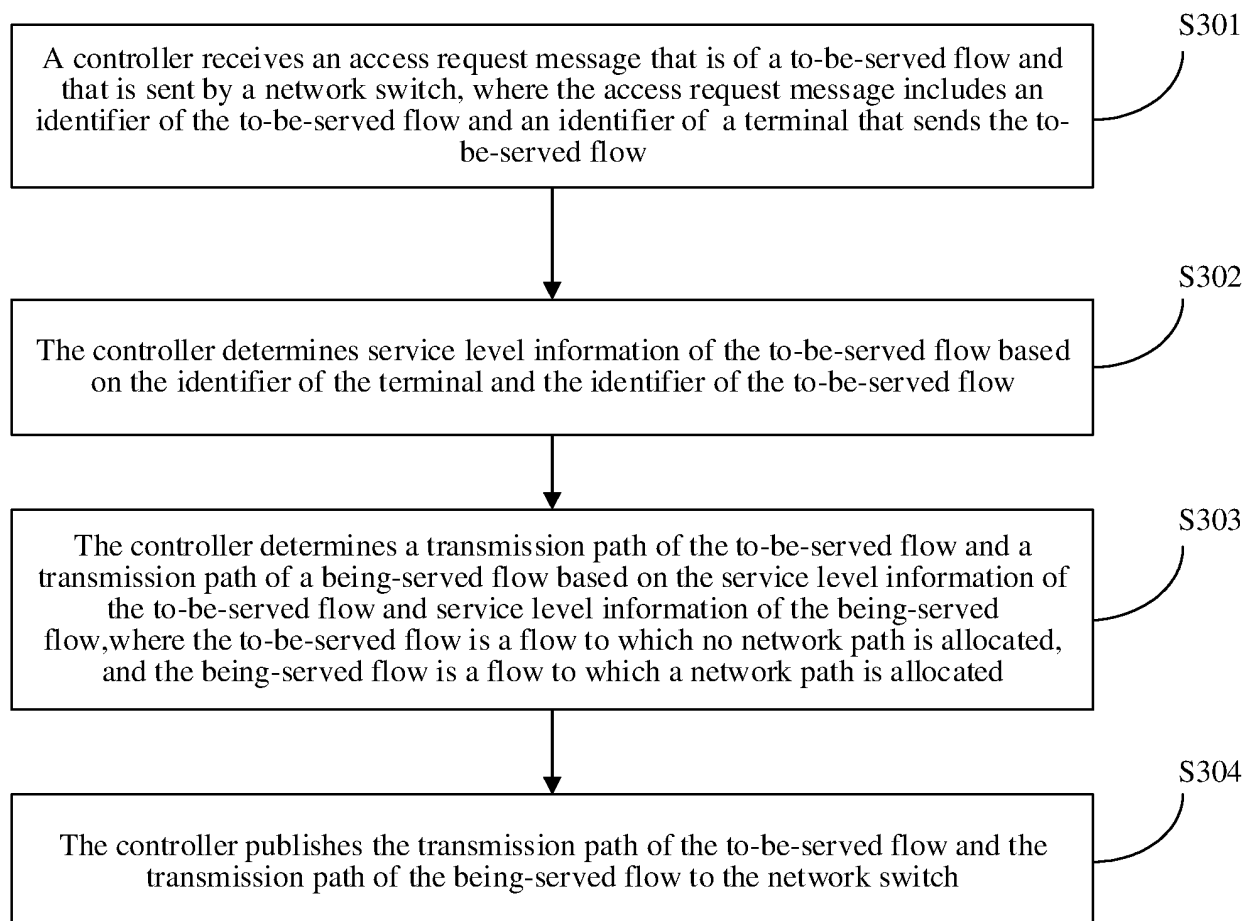 S301
A controller receives an access request message that is of a to-be-served flow and
that is sent by a network switch, where the access request message includes an
identifier of the to-be-served flow and an identifier of a terminal that sends the to-
be-served flow
S302
The controller determines service level information of the to-be-served flow based
on the identifier of the terminal and the identifier of the to-be-served flow
S303
The controller determines a transmission path of the to-be-served flow and a
transmission path of a being-served flow based on the service level information of
the to-be-served flow and service level information of the being-served
flow,where the to-be-served flow is a flow to which no network path is allocated,
and the being-served flow is a flow to which a network path is allocated
S304
The controller publishes the transmission path of the to-be-served flow and the
transmission path of the being-served flow to the network switch